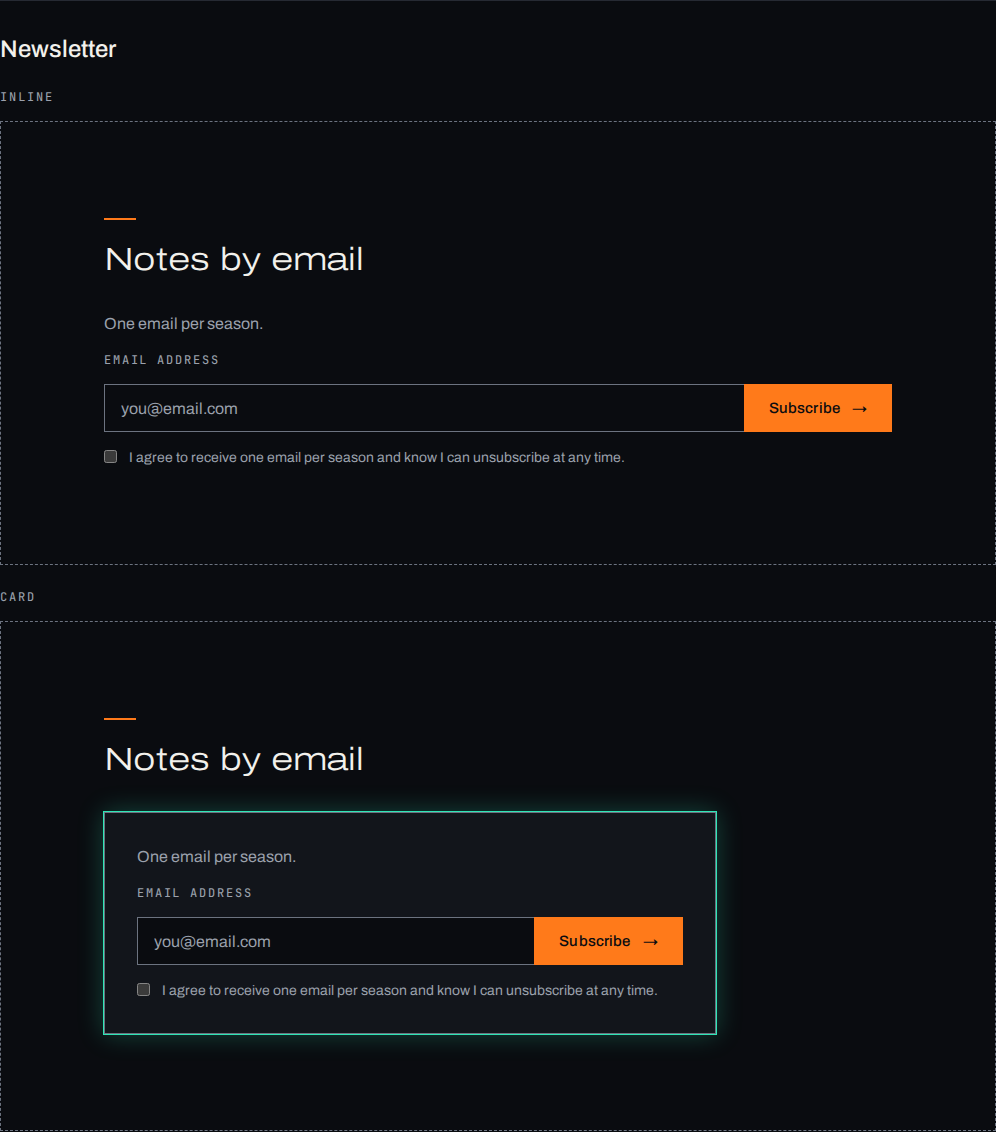 Newsletter
INLINE
Notes by email
One email per season.
EMAIL ADDRESS
you@email.com
Subscribe →
I agree to receive one email per season and know I can unsubscribe at any time.
CARD
Notes by email
One email per season.
EMAIL ADDRESS
you@email.com
Subscribe →
I agree to receive one email per season and know I can unsubscribe at any time.